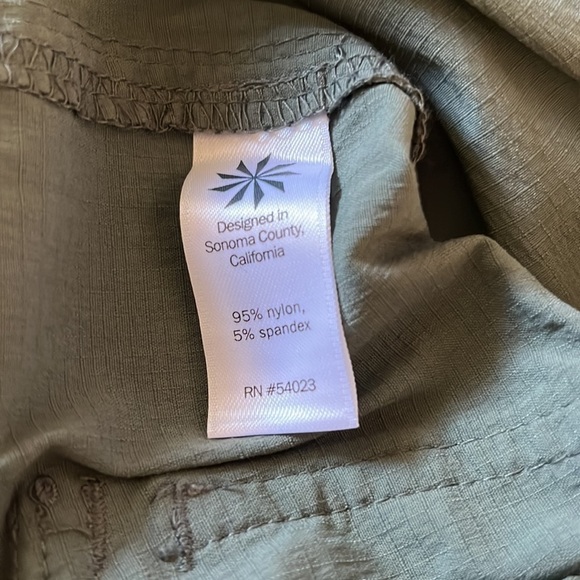 Designed in
Sonoma County,
California
95% nylon,
5% spandex
RN #54023